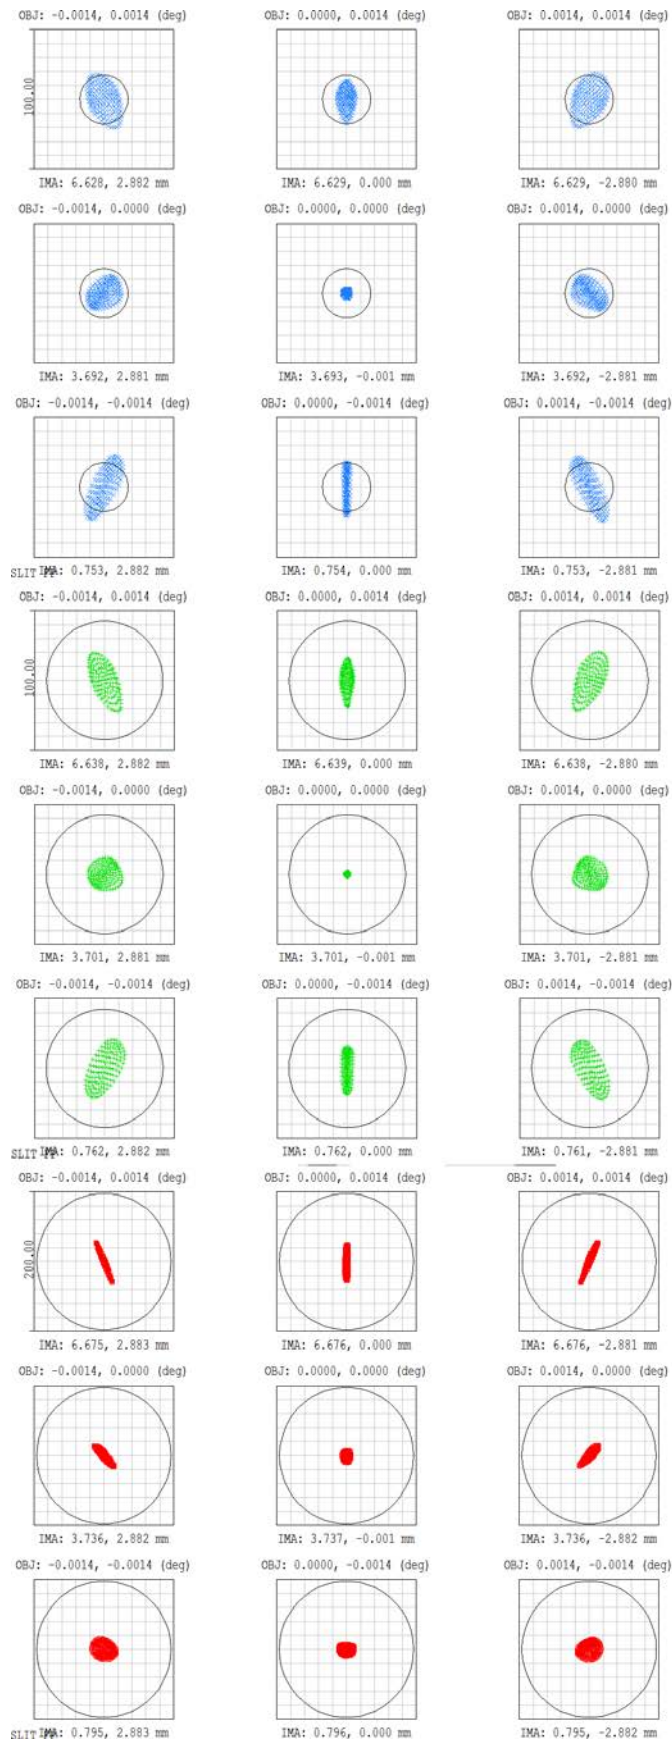 OBJ: -0.0014, 0.0014 (deg) OBJ: 0.0000, 0.0014 (deg) OBJ: 0.0014, 0.0014 (deg)
100.00
IMA: 6.628, 2.882 mm IMA: 6.629, 0.000 mm IMA: 6.629, -2.880 mm
OBJ: -0.0014, 0.0000 (deg) OBJ: 0.0000, 0.0000 (deg) OBJ: 0.0014, 0.0000 (deg)
IMA: 3.692, 2.881 mm IMA: 3.693, -0.001 mm IMA: 3.692, -2.881 mm
OBJ: -0.0014, -0.0014 (deg) OBJ: 0.0000, -0.0014 (deg) OBJ: 0.0014, -0.0014 (deg)
SLIT IMA: 0.753, 2.882 mm IMA: 0.754, 0.000 mm IMA: 0.753, -2.881 mm
OBJ: -0.0014, 0.0014 (deg) OBJ: 0.0000, 0.0014 (deg) OBJ: 0.0014, 0.0014 (deg)
100.00
IMA: 6.638, 2.882 mm IMA: 6.639, 0.000 mm IMA: 6.638, -2.880 mm
OBJ: -0.0014, 0.0000 (deg) OBJ: 0.0000, 0.0000 (deg) OBJ: 0.0014, 0.0000 (deg)
IMA: 3.701, 2.881 mm IMA: 3.701, -0.001 mm IMA: 3.701, -2.881 mm
OBJ: -0.0014, -0.0014 (deg) OBJ: 0.0000, -0.0014 (deg) OBJ: 0.0014, -0.0014 (deg)
SLIT IMA: 0.762, 2.882 mm IMA: 0.762, 0.000 mm IMA: 0.761, -2.881 mm
OBJ: -0.0014, 0.0014 (deg) OBJ: 0.0000, 0.0014 (deg) OBJ: 0.0014, 0.0014 (deg)
200.00
IMA: 6.675, 2.883 mm IMA: 6.676, 0.000 mm IMA: 6.676, -2.881 mm
OBJ: -0.0014, 0.0000 (deg) OBJ: 0.0000, 0.0000 (deg) OBJ: 0.0014, 0.0000 (deg)
IMA: 3.736, 2.882 mm IMA: 3.737, -0.001 mm IMA: 3.736, -2.882 mm
OBJ: -0.0014, -0.0014 (deg) OBJ: 0.0000, -0.0014 (deg) OBJ: 0.0014, -0.0014 (deg)
SLIT IMA: 0.795, 2.883 mm IMA: 0.796, 0.000 mm IMA: 0.795, -2.882 mm